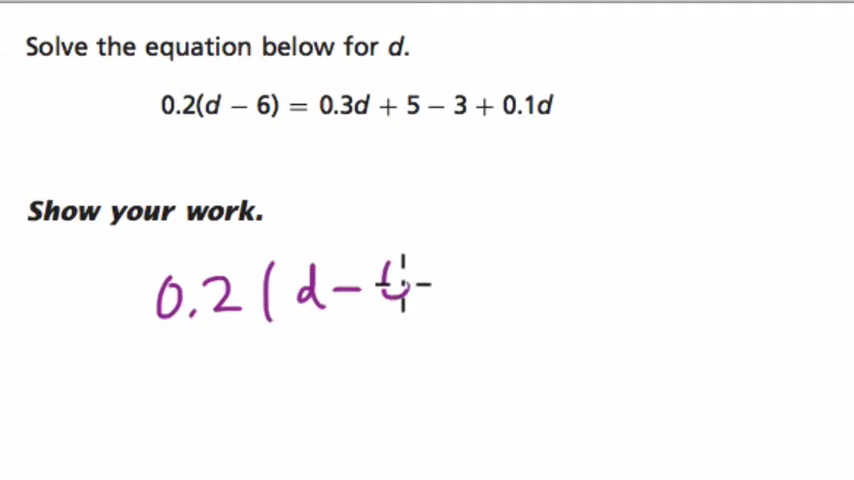 Solve the equation below for d.
0.2(d − 6) = 0.3d + 5 − 3 + 0.1d
Show your work.
0.2(d −